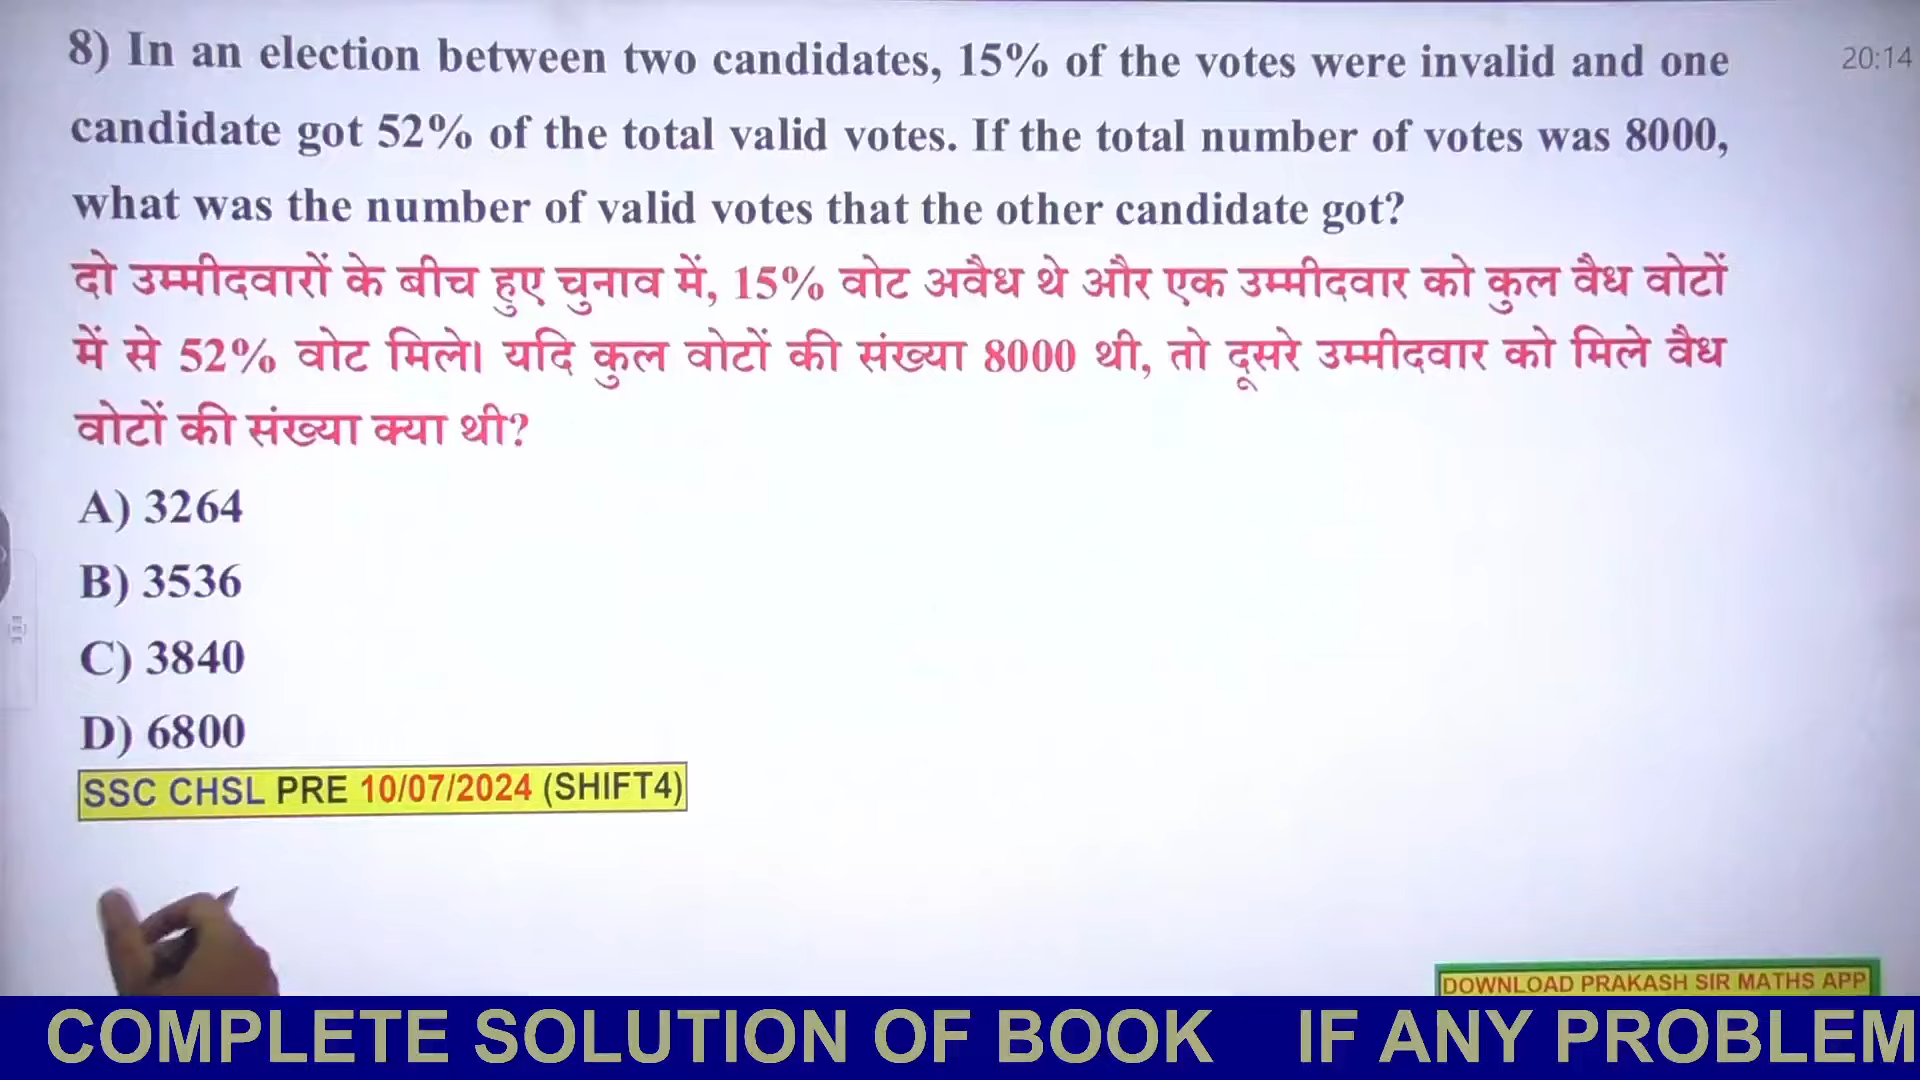 8) In an election between two candidates, 15% of the votes were invalid and one
20:14
candidate got 52% of the total valid votes. If the total number of votes was 8000,
what was the number of valid votes that the other candidate got?
दो उम्मीदवारों के बीच हुए चुनाव में, 15% वोट अवैध थे और एक उम्मीदवार को कुल वैध वोटों
में से 52% वोट मिले। यदि कुल वोटों की संख्या 8000 थी, तो दूसरे उम्मीदवार को मिले वैध
वोटों की संख्या क्या थी?
A) 3264
B) 3536
C) 3840
D) 6800
SSC CHSL PRE 10/07/2024 (SHIFT4)
DOWNLOAD PRAKASH SIR MATHS APP
COMPLETE SOLUTION OF BOOK IF ANY PROBLEM